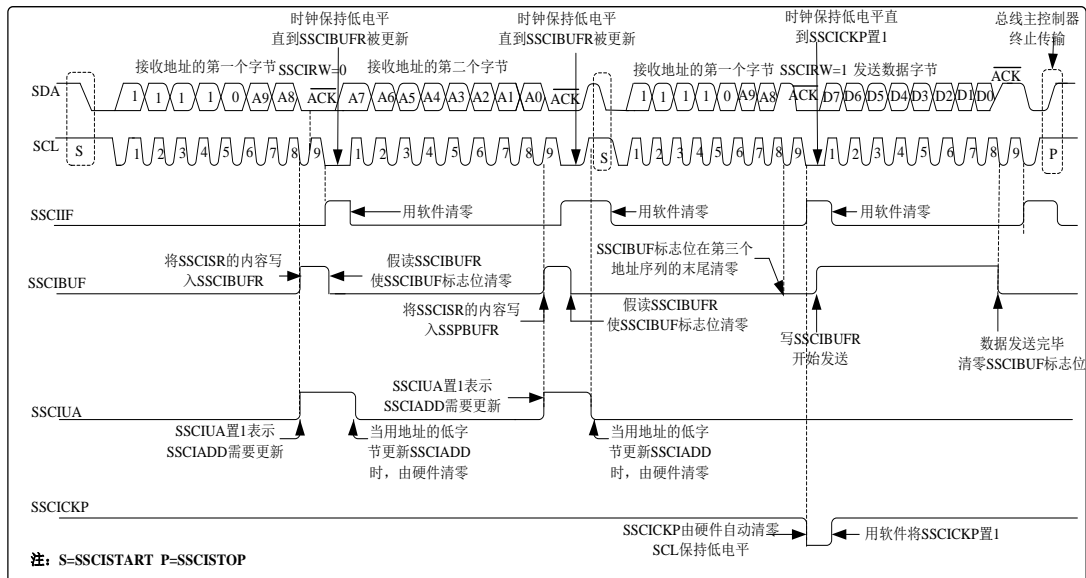 时钟保持低电平
直到SSCIBUFR被更新
时钟保持低电平
直到SSCIBUFR被更新
时钟保持低电平直
到SSCICKP置1
总线主控制器
终止传输
接收地址的第一个字节 SSCIRW=0 接收地址的第二个字节
接收地址的第一个字节 SSCIRW=1 发送数据字节
ACK
SDA
1 1 1 1 0 A9 A8 ACK A7 A6 A5 A4 A3 A2 A1 A0 ACK 1 1 1 1 0 A9 A8 ACK D7 D6 D5 D4 D3 D2 D1 D0
SCL
S 1 2 3 4 5 6 7 8 9 1 2 3 4 5 6 7 8 9 S 1 2 3 4 5 6 7 8 9 1 2 3 4 5 6 7 8 9 P
SSCIIF
用软件清零
用软件清零
用软件清零
SSCIBUF
将SSCISR的内容写
入SSCIBUFR
假读SSCIBUFR
使SSCIBUF标志位清零
将SSCISR的内容写
入SSPBUFR
假读SSCIBUFR
使SSCIBUF标志位清零
SSCIBUF标志位在第三个
地址序列的末尾清零
写SSCIBUFR
开始发送
数据发送完毕
清零SSCIBUF标志位
SSCIUA
SSCIUA置1表示
SSCIADD需要更新
当用地址的低字
节更新SSCIADD
时，由硬件清零
SSCIUA置1表示
SSCIADD需要更新
当用地址的低字
节更新SSCIADD
时，由硬件清零
SSCICKP
SSCICKP由硬件自动清零
SCL保持低电平
用软件将SSCICKP置1
注：S=SSCISTART P=SSCISTOP